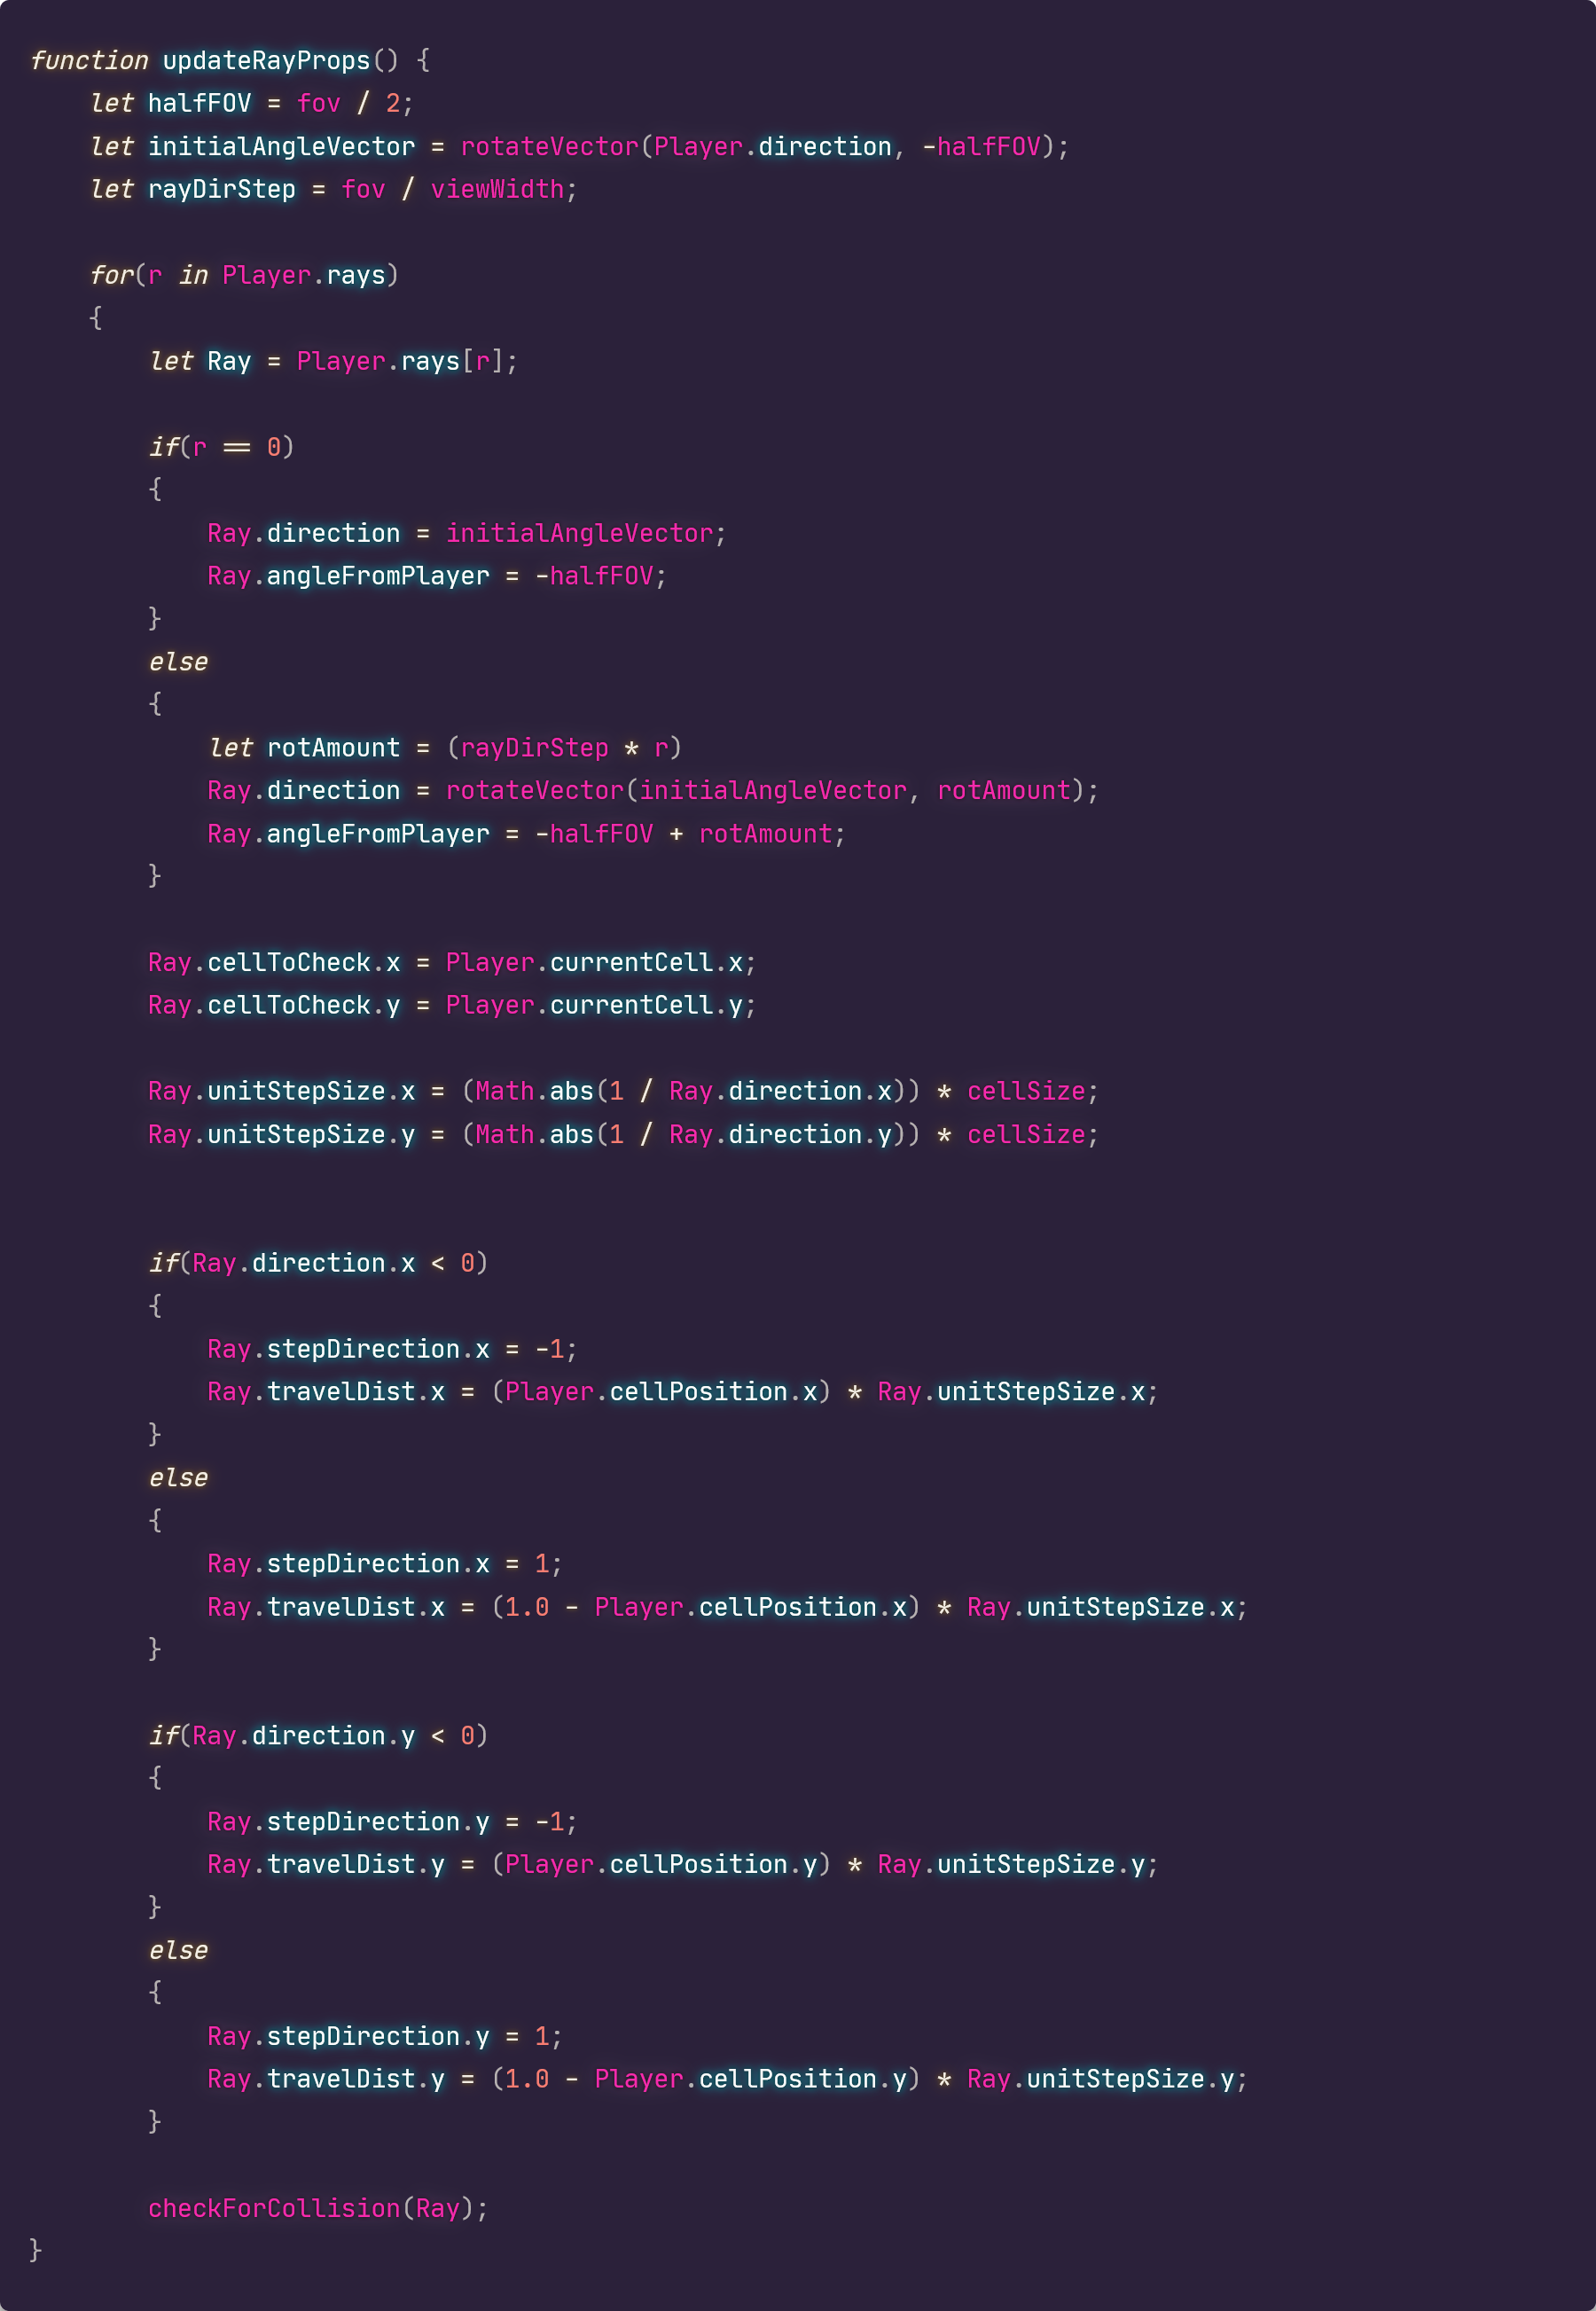 function updateRayProps() {
    let halfFOV = fov / 2;
    let initialAngleVector = rotateVector(Player.direction, -halfFOV);
    let rayDirStep = fov / viewWidth;

    for(r in Player.rays)
    {
        let Ray = Player.rays[r];

        if(r == 0)
        {
            Ray.direction = initialAngleVector;
            Ray.angleFromPlayer = -halfFOV;
        }
        else
        {
            let rotAmount = (rayDirStep * r)
            Ray.direction = rotateVector(initialAngleVector, rotAmount);
            Ray.angleFromPlayer = -halfFOV + rotAmount;
        }

        Ray.cellToCheck.x = Player.currentCell.x;
        Ray.cellToCheck.y = Player.currentCell.y;

        Ray.unitStepSize.x = (Math.abs(1 / Ray.direction.x)) * cellSize;
        Ray.unitStepSize.y = (Math.abs(1 / Ray.direction.y)) * cellSize;


        if(Ray.direction.x < 0)
        {
            Ray.stepDirection.x = -1;
            Ray.travelDist.x = (Player.cellPosition.x) * Ray.unitStepSize.x;
        }
        else
        {
            Ray.stepDirection.x = 1;
            Ray.travelDist.x = (1.0 - Player.cellPosition.x) * Ray.unitStepSize.x;
        }

        if(Ray.direction.y < 0)
        {
            Ray.stepDirection.y = -1;
            Ray.travelDist.y = (Player.cellPosition.y) * Ray.unitStepSize.y;
        }
        else
        {
            Ray.stepDirection.y = 1;
            Ray.travelDist.y = (1.0 - Player.cellPosition.y) * Ray.unitStepSize.y;
        }

        checkForCollision(Ray);
}